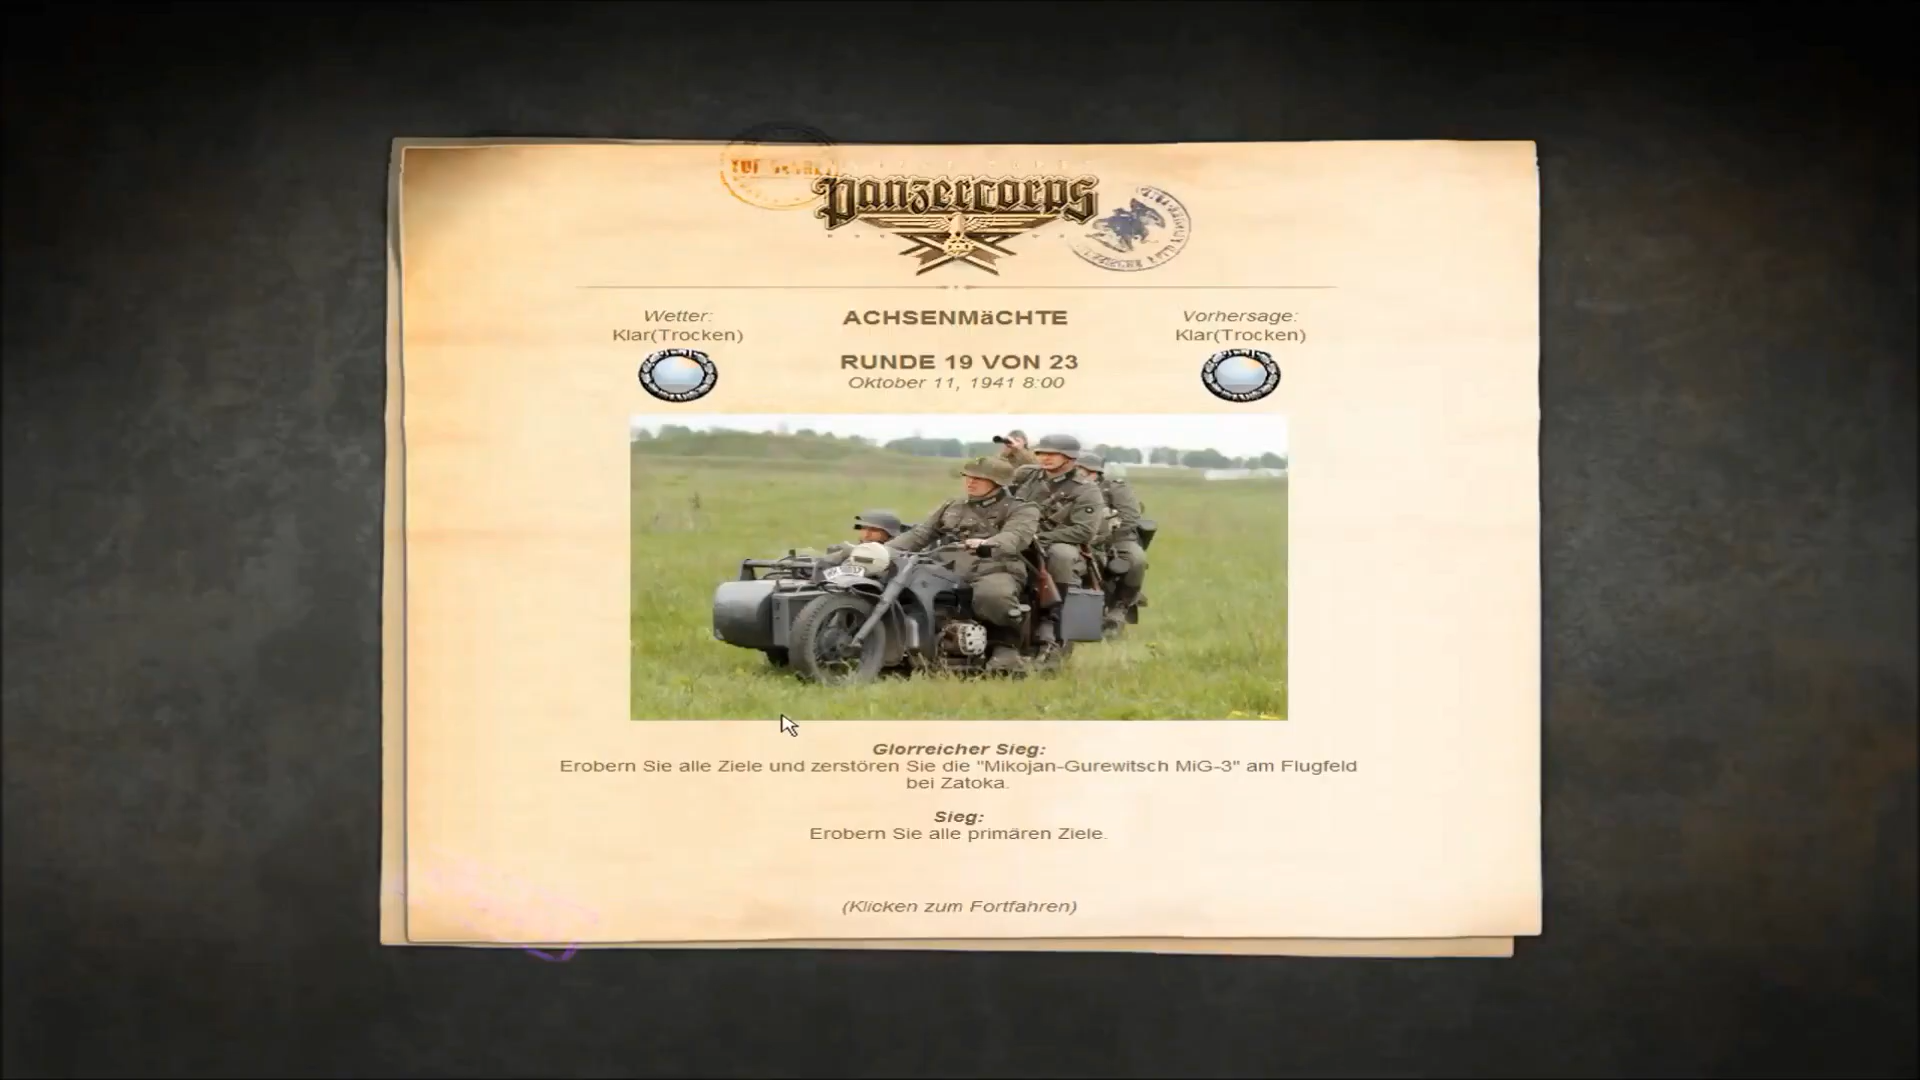 Panzercorps
Wetter:
Klar(Trocken)
ACHSENMäCHTE
Vorhersage:
Klar(Trocken)
RUNDE 19 VON 23
Oktober 11, 1941 8:00
Glorreicher Sieg:
Erobern Sie alle Ziele und zerstören Sie die "Mikojan-Gurewitsch MiG-3" am Flugfeld
bei Zatoka.
Sieg:
Erobern Sie alle primären Ziele.
(Klicken zum Fortfahren)